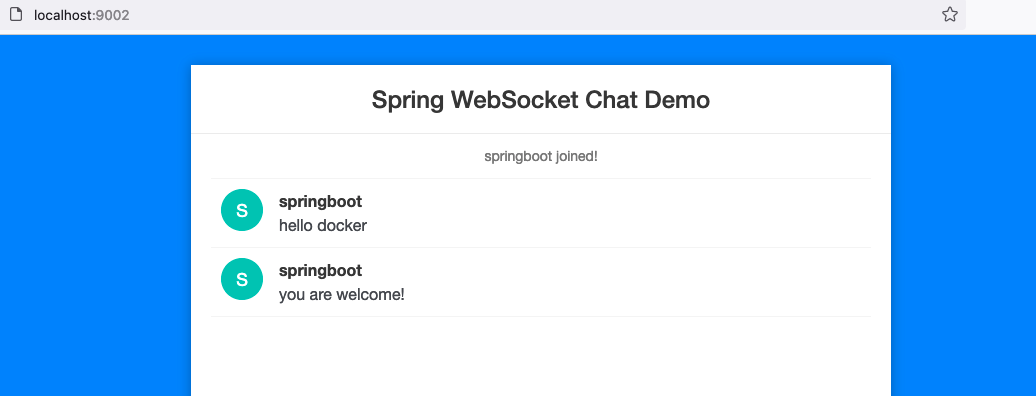 localhost:9002
Spring WebSocket Chat Demo
springboot joined!
S
springboot
hello docker
S
springboot
you are welcome!